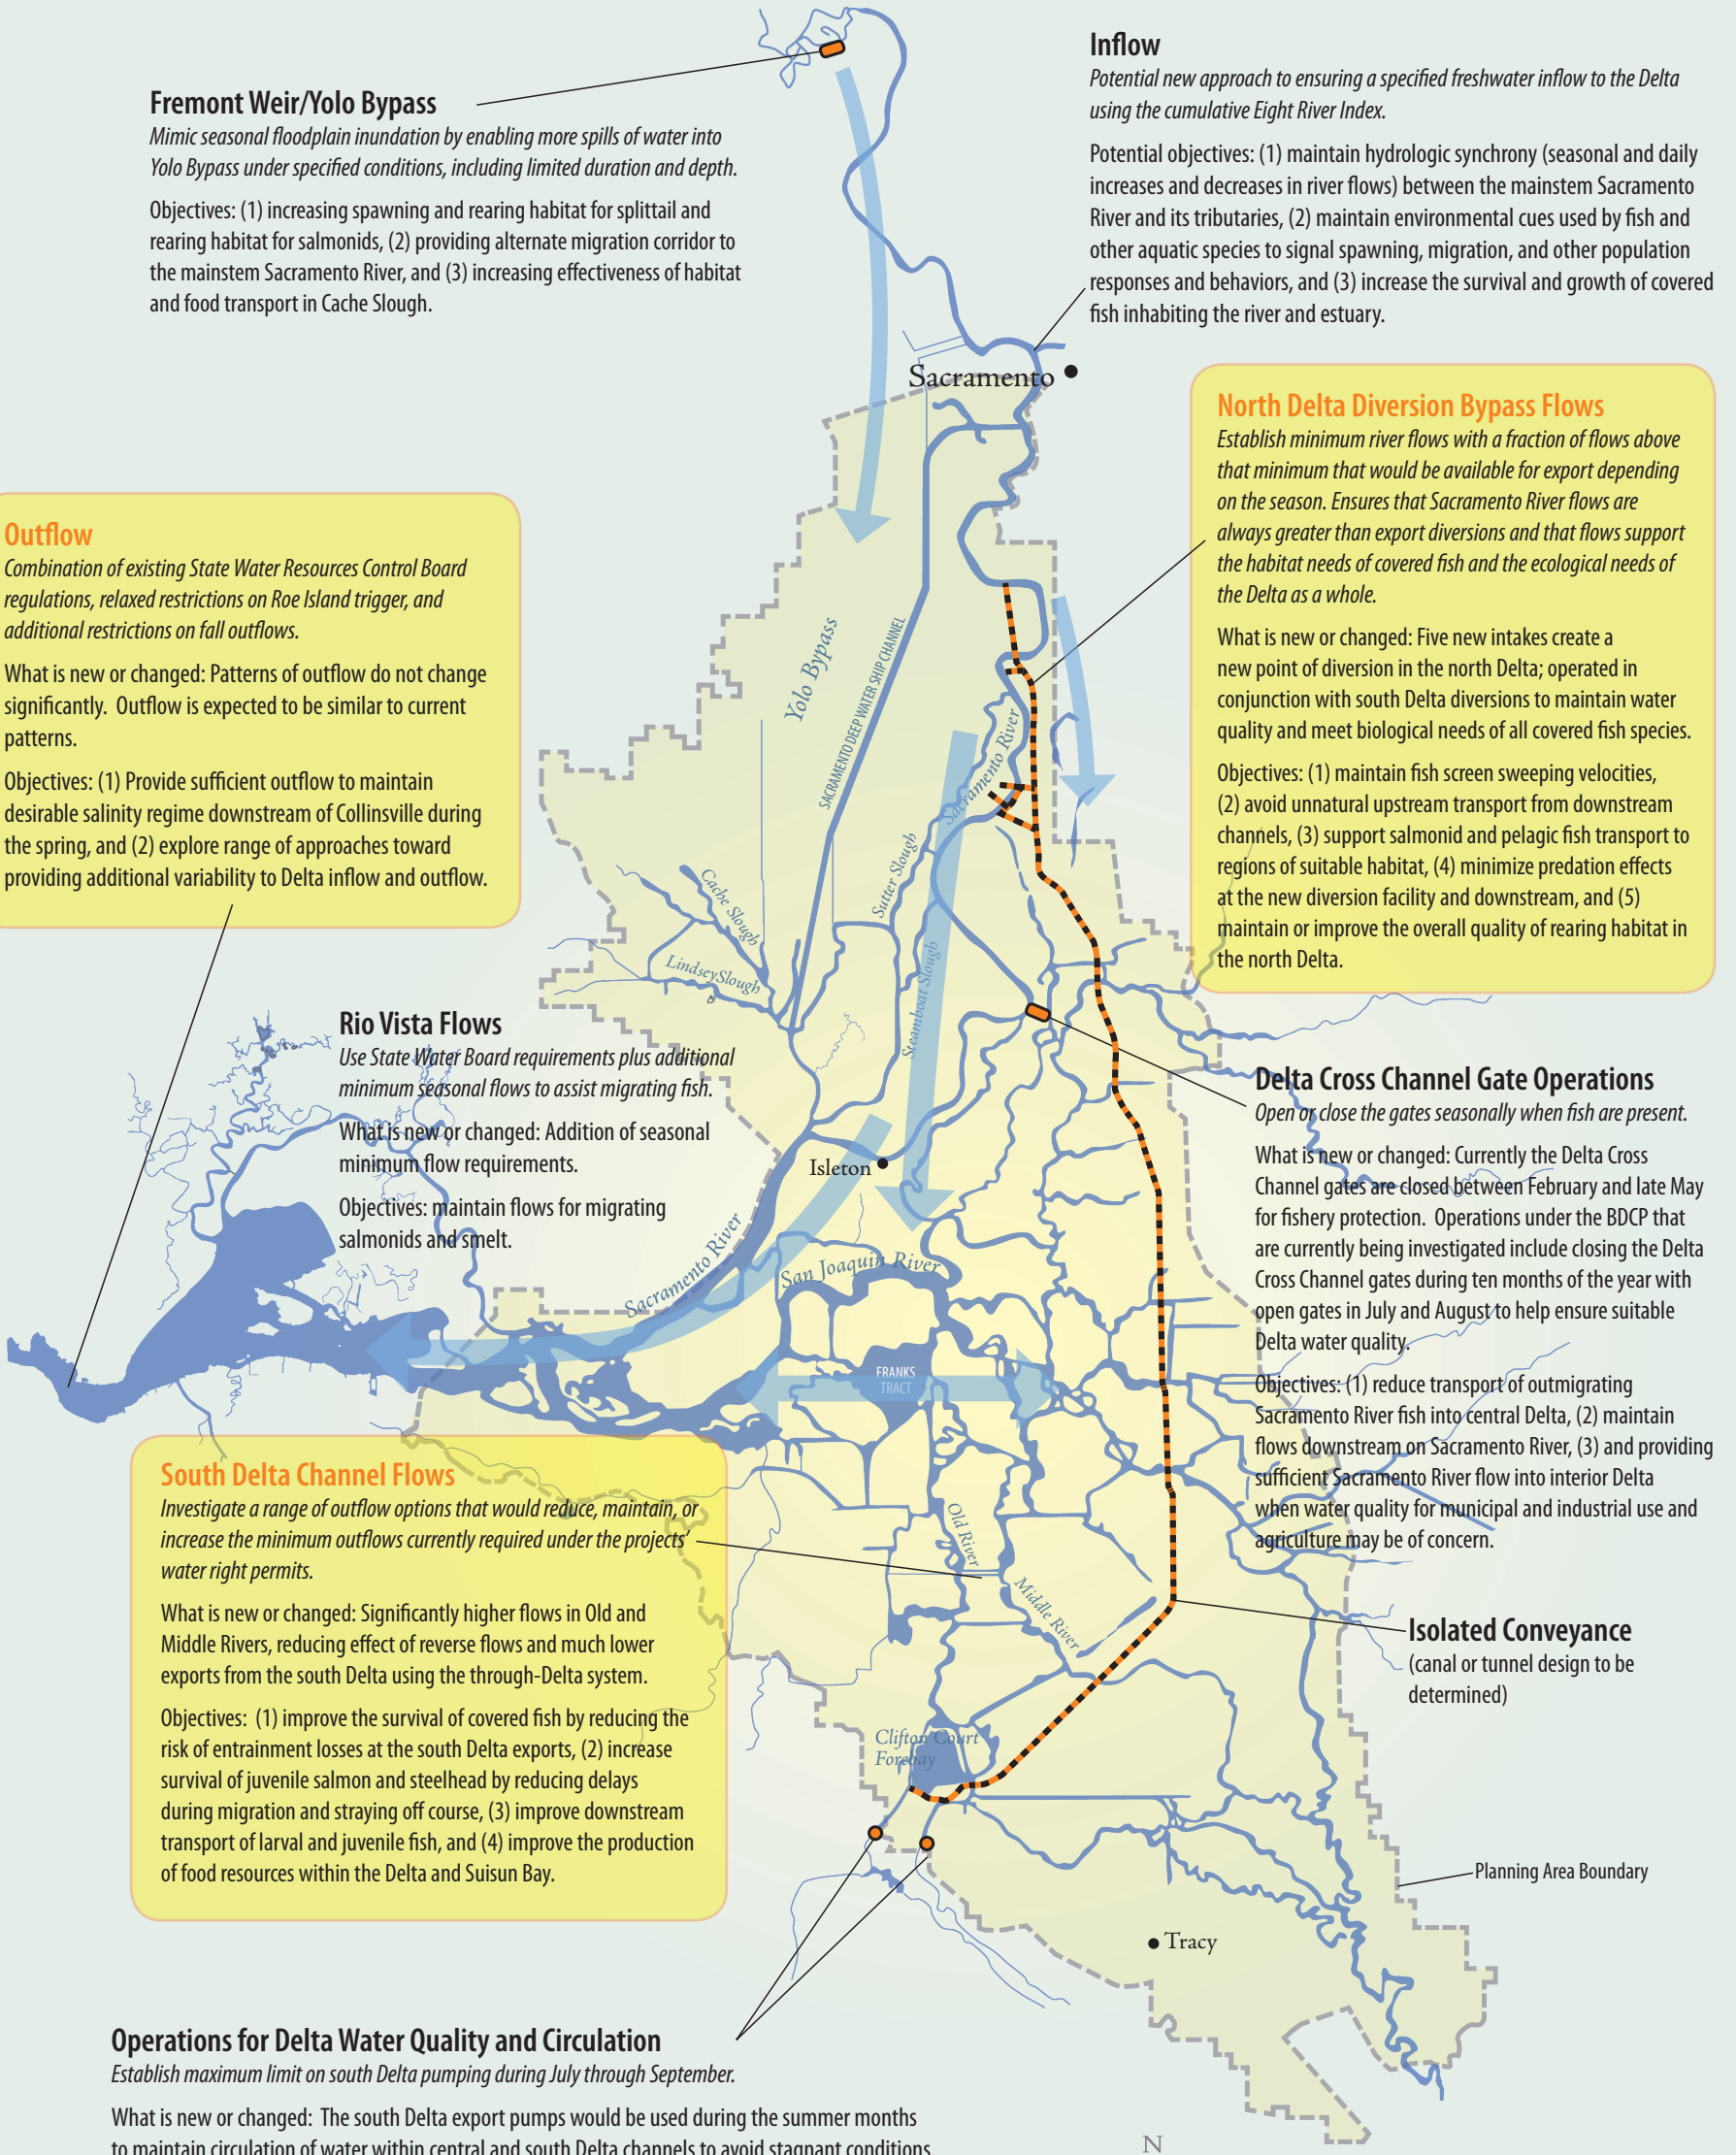 Fremont Weir/Yolo Bypass
Mimic seasonal floodplain inundation by enabling more spills of water into
Yolo Bypass under specified conditions, including limited duration and depth.
Objectives: (1) increasing spawning and rearing habitat for splittail and
rearing habitat for salmonids, (2) providing alternate migration corridor to
the mainstem Sacramento River, and (3) increasing effectiveness of habitat
and food transport in Cache Slough.
Inflow
Potential new approach to ensuring a specified freshwater inflow to the Delta
using the cumulative Eight River Index.
Potential objectives: (1) maintain hydrologic synchrony (seasonal and daily
increases and decreases in river flows) between the mainstem Sacramento
River and its tributaries, (2) maintain environmental cues used by fish and
other aquatic species to signal spawning, migration, and other population
responses and behaviors, and (3) increase the survival and growth of covered
fish inhabiting the river and estuary.
Sacramento
North Delta Diversion Bypass Flows
Establish minimum river flows with a fraction of flows above
that minimum that would be available for export depending
on the season. Ensures that Sacramento River flows are
always greater than export diversions and that flows support
the habitat needs of covered fish and the ecological needs of
the Delta as a whole.
What is new or changed: Five new intakes create a
new point of diversion in the north Delta; operated in
conjunction with south Delta diversions to maintain water
quality and meet biological needs of all covered fish species.
Objectives: (1) maintain fish screen sweeping velocities,
(2) avoid unnatural upstream transport from downstream
channels, (3) support salmonid and pelagic fish transport to
regions of suitable habitat, (4) minimize predation effects
at the new diversion facility and downstream, and (5)
maintain or improve the overall quality of rearing habitat in
the north Delta.
Outflow
Combination of existing State Water Resources Control Board
regulations, relaxed restrictions on Roe Island trigger, and
additional restrictions on fall outflows.
What is new or changed: Patterns of outflow do not change
significantly. Outflow is expected to be similar to current
patterns.
Objectives: (1) Provide sufficient outflow to maintain
desirable salinity regime downstream of Collinsville during
the spring, and (2) explore range of approaches toward
providing additional variability to Delta inflow and outflow.
Yolo Bypass
SACRAMENTO DEEP WATER SHIP CHANNEL
Sacramento River
Sutter Slough
Cache Slough
Lindsey Slough
Steamboat Slough
Rio Vista Flows
Use State Water Board requirements plus additional
minimum seasonal flows to assist migrating fish.
What is new or changed: Addition of seasonal
minimum flow requirements.
Objectives: maintain flows for migrating
salmonids and smelt.
Isleton
Delta Cross Channel Gate Operations
Open or close the gates seasonally when fish are present.
What is new or changed: Currently the Delta Cross
Channel gates are closed between February and late May
for fishery protection. Operations under the BDCP that
are currently being investigated include closing the Delta
Cross Channel gates during ten months of the year with
open gates in July and August to help ensure suitable
Delta water quality.
Objectives: (1) reduce transport of outmigrating
Sacramento River fish into central Delta, (2) maintain
flows downstream on Sacramento River, (3) and providing
sufficient Sacramento River flow into interior Delta
when water quality for municipal and industrial use and
agriculture may be of concern.
Sacramento River
San Joaquin River
FRANKS
TRACT
South Delta Channel Flows
Investigate a range of outflow options that would reduce, maintain, or
increase the minimum outflows currently required under the projects'
water right permits.
What is new or changed: Significantly higher flows in Old and
Middle Rivers, reducing effect of reverse flows and much lower
exports from the south Delta using the through-Delta system.
Objectives: (1) improve the survival of covered fish by reducing the
risk of entrainment losses at the south Delta exports, (2) increase
survival of juvenile salmon and steelhead by reducing delays
during migration and straying off course, (3) improve downstream
transport of larval and juvenile fish, and (4) improve the production
of food resources within the Delta and Suisun Bay.
Old River
Middle River
Isolated Conveyance
(canal or tunnel design to be
determined)
Clifton Court
Forebay
Planning Area Boundary
Tracy
Operations for Delta Water Quality and Circulation
Establish maximum limit on south Delta pumping during July through September.
What is new or changed: The south Delta export pumps would be used during the summer months
to maintain circulation of water within central and south Delta channels to avoid stagnant conditions
N